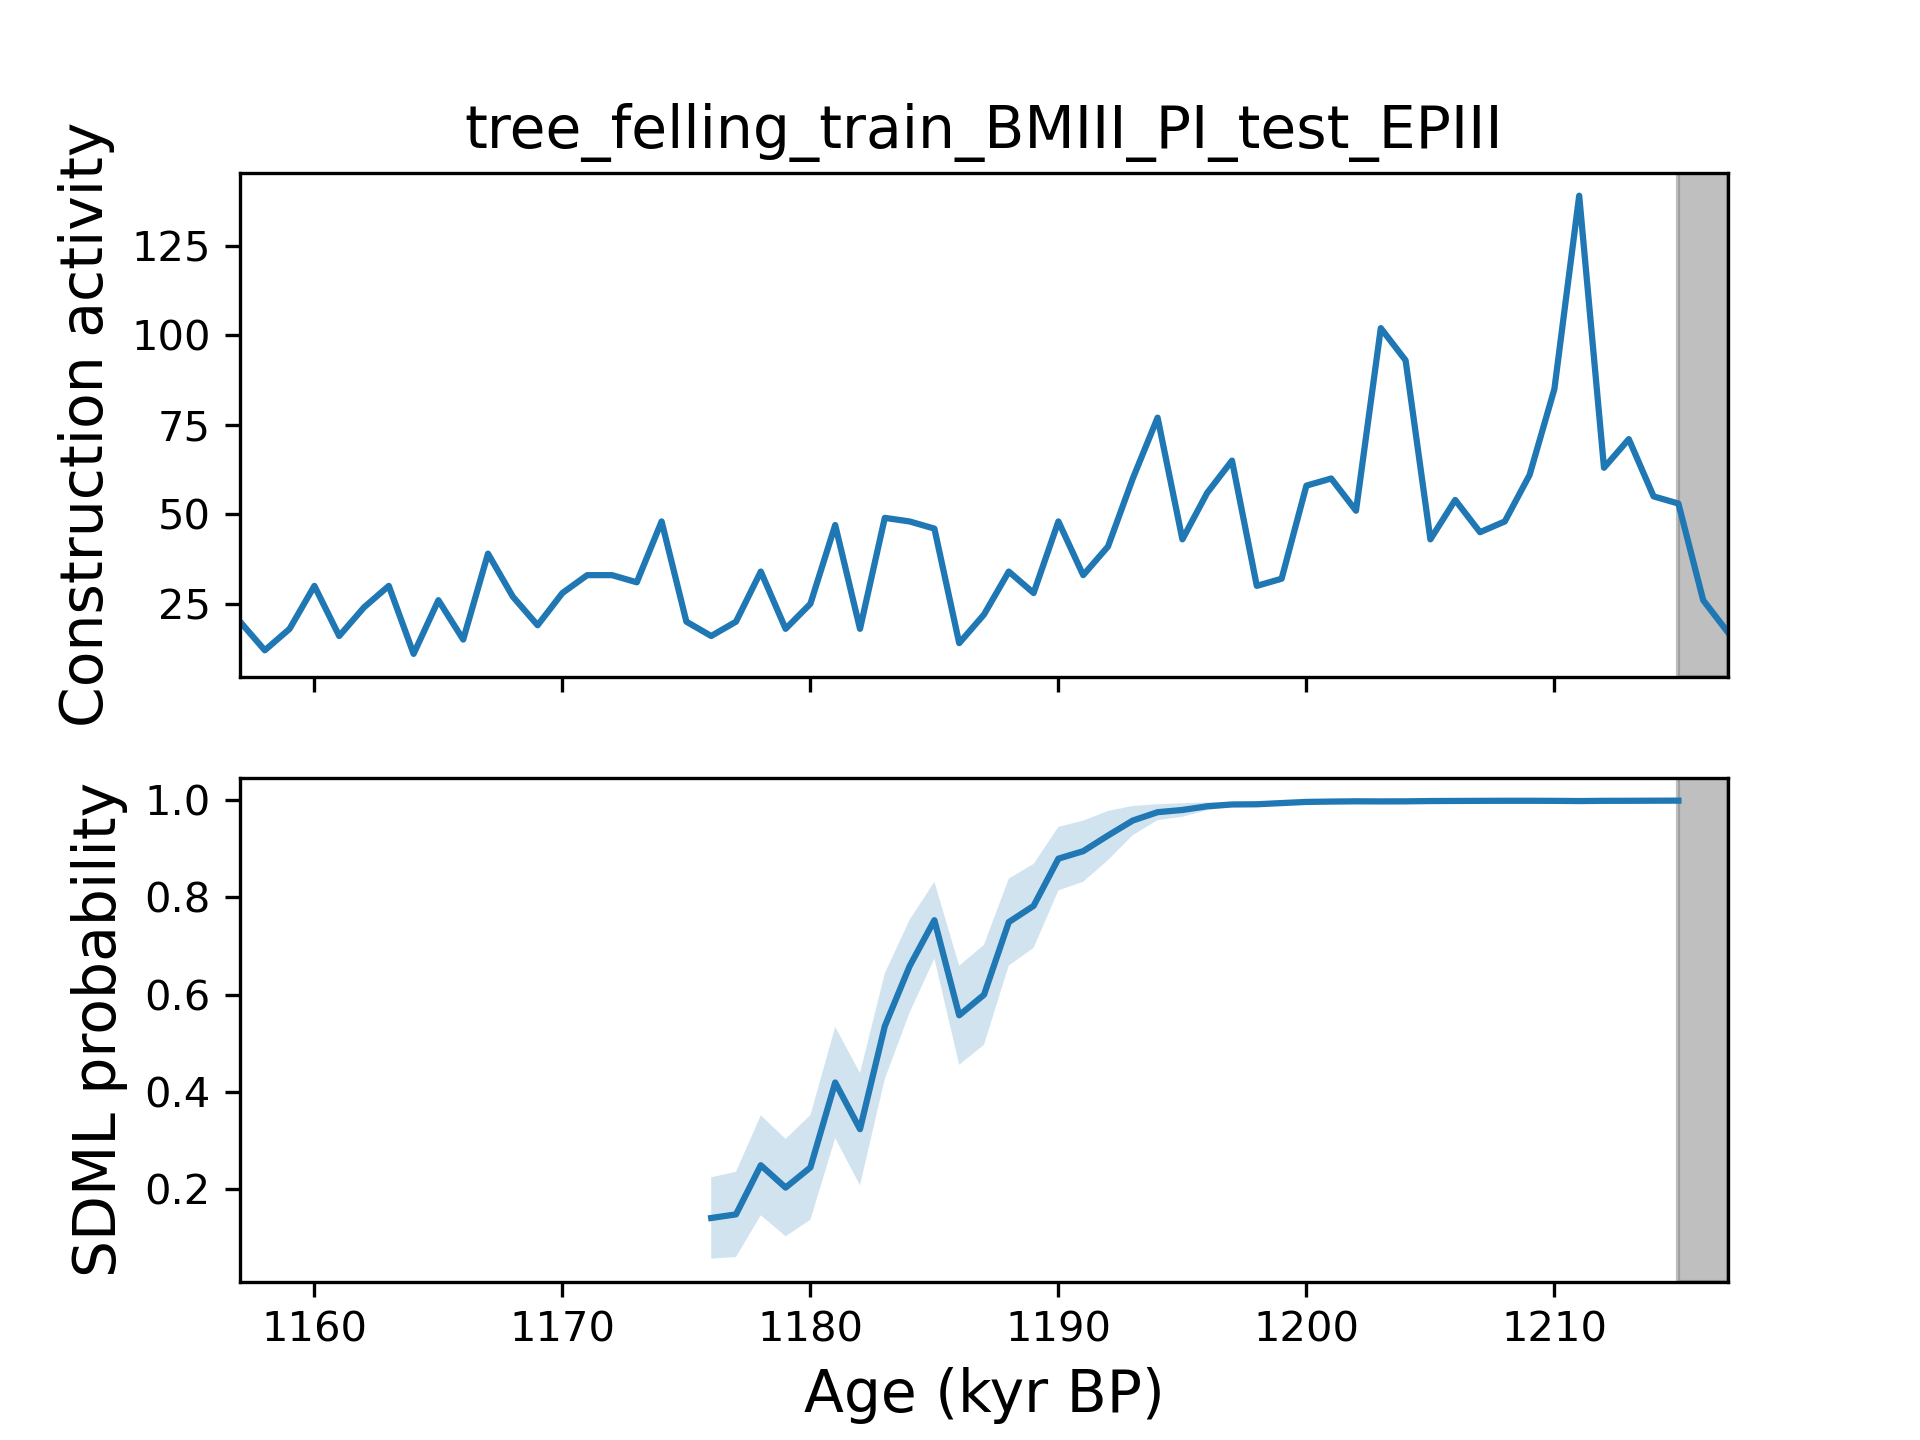 tree_felling_train_BMIII_PI_test_EPIII
Construction activity
125
100
75
50
25
SDML probability
1.0
0.8
0.6
0.4
0.2
1160 1170 1180 1190 1200 1210
Age (kyr BP)